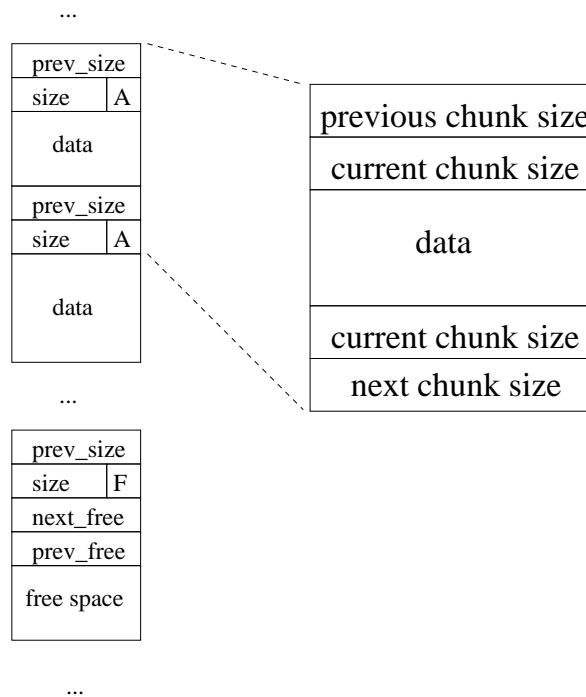 ...
prev_size
size A
data
prev_size
size A
data
...
prev_size
size F
next_free
prev_free
free space
...
previous chunk size
current chunk size
data
current chunk size
next chunk size